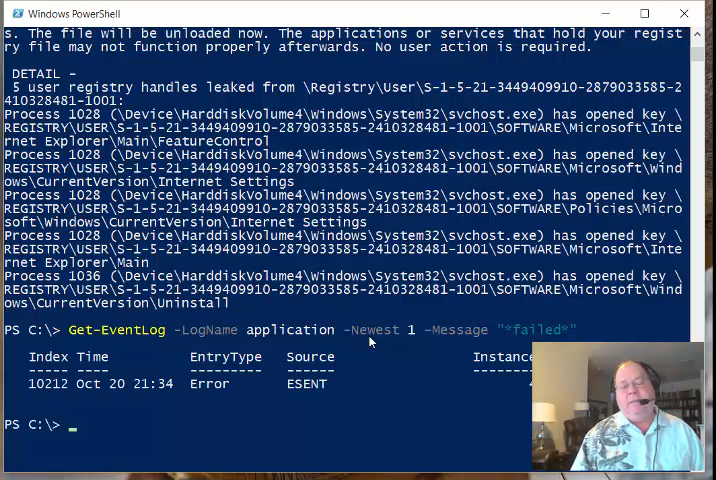 Windows PowerShell
s. The file will be unloaded now. The applications or services that hold your regist
ry file may not function properly afterwards. No user action is required.
DETAIL -
5 user registry handles leaked from \Registry\User\S-1-5-21-3449409910-2879033585-2
410328481-1001:
Process 1028 (\Device\HarddiskVolume4\Windows\System32\svchost.exe) has opened key \
REGISTRY\USER\S-1-5-21-3449409910-2879033585-2410328481-1001\SOFTWARE\Microsoft\Inte
rnet Explorer\Main\FeatureControl
Process 1028 (\Device\HarddiskVolume4\Windows\System32\svchost.exe) has opened key \
REGISTRY\USER\S-1-5-21-3449409910-2879033585-2410328481-1001\SOFTWARE\Microsoft\Wind
ows\CurrentVersion\Internet Settings
Process 1028 (\Device\HarddiskVolume4\Windows\System32\svchost.exe) has opened key \
REGISTRY\USER\S-1-5-21-3449409910-2879033585-2410328481-1001\SOFTWARE\Policies\Micro
soft\Windows\CurrentVersion\Internet Settings
Process 1028 (\Device\HarddiskVolume4\Windows\System32\svchost.exe) has opened key \
REGISTRY\USER\S-1-5-21-3449409910-2879033585-2410328481-1001\SOFTWARE\Microsoft\Inte
rnet Explorer\Main
Process 1036 (\Device\HarddiskVolume4\Windows\System32\svchost.exe) has opened key \
REGISTRY\USER\S-1-5-21-3449409910-2879033585-2410328481-1001\SOFTWARE\Microsoft\Wind
ows\CurrentVersion\Uninstall
PS C:\> Get-EventLog -LogName application -Newest 1 -Message "*failed*"
Index Time EntryType Source Instance
----- ---- --------- ------ --------
10212 Oct 20 21:34 Error ESENT
PS C:\> _